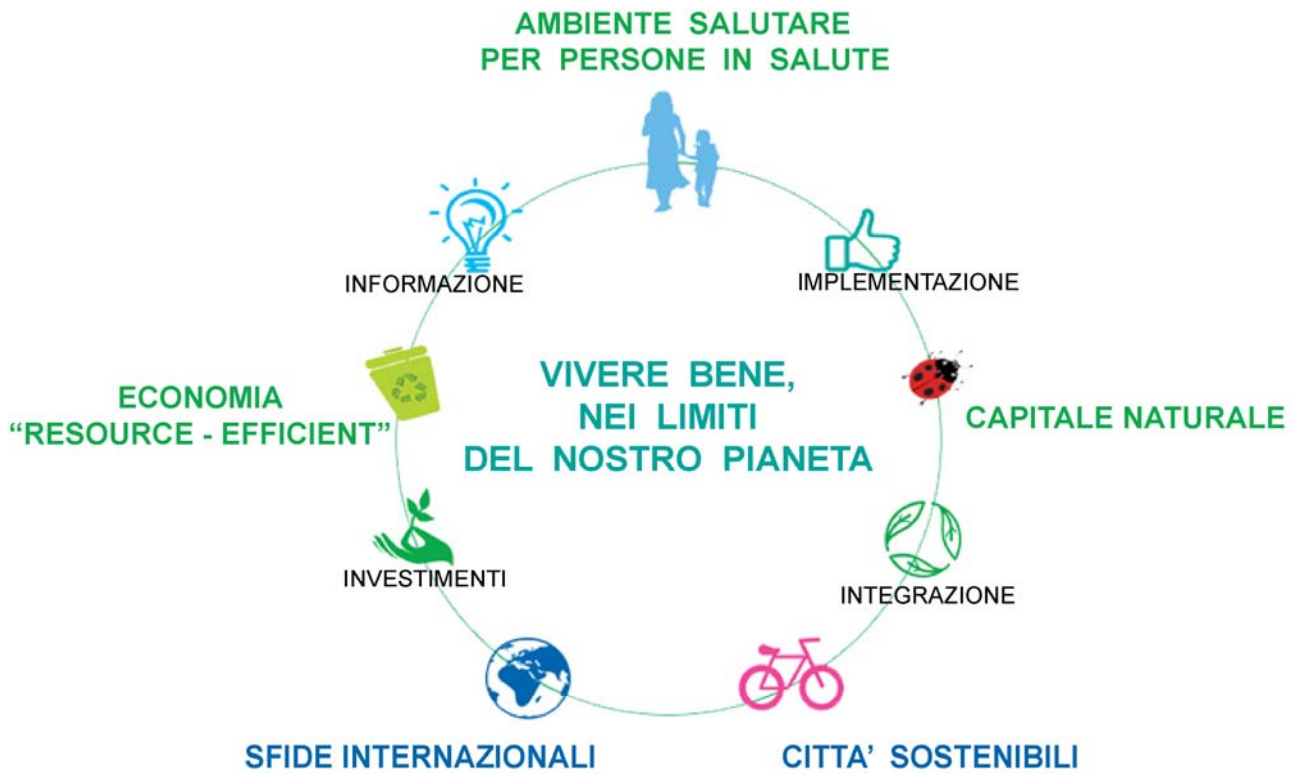 AMBIENTE SALUTARE
PER PERSONE IN SALUTE
INFORMAZIONE
IMPLEMENTAZIONE
ECONOMIA
“RESOURCE - EFFICIENT”
VIVERE BENE,
NEI LIMITI
DEL NOSTRO PIANETA
CAPITALE NATURALE
INVESTIMENTI
INTEGRAZIONE
SFIDE INTERNAZIONALI
CITTA’ SOSTENIBILI